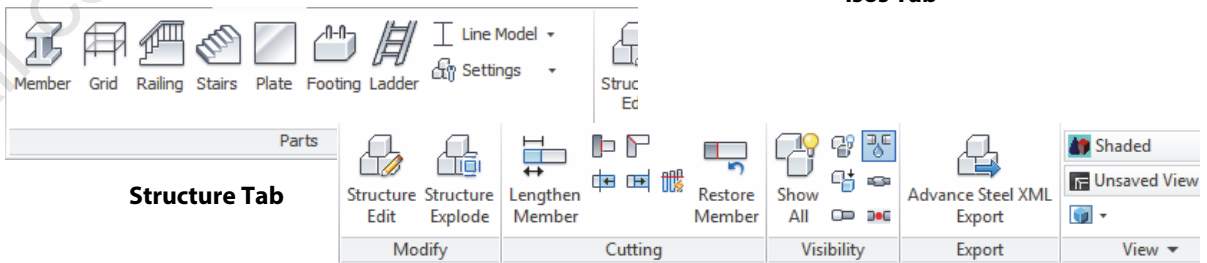 Member Grid Railing Stairs Plate Footing Ladder
Line Model
Settings
Parts
Structure Tab
Structure Edit
Structure Explode
Modify
Lengthen Member
Restore Member
Cutting
Show All
Visibility
Advance Steel XML Export
Export
Shaded
Unsaved View
View